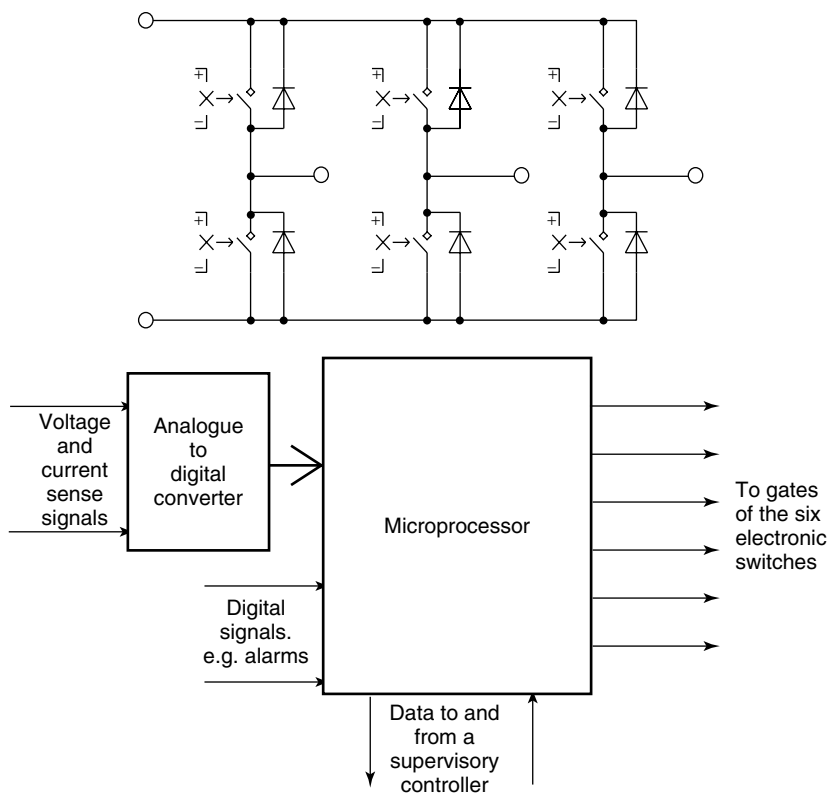 Voltage
and
current
sense
signals
Analogue
to
digital
converter
Microprocessor
To gates
of the six
electronic
switches
Digital
signals.
e.g. alarms
Data to and
from a
supervisory
controller